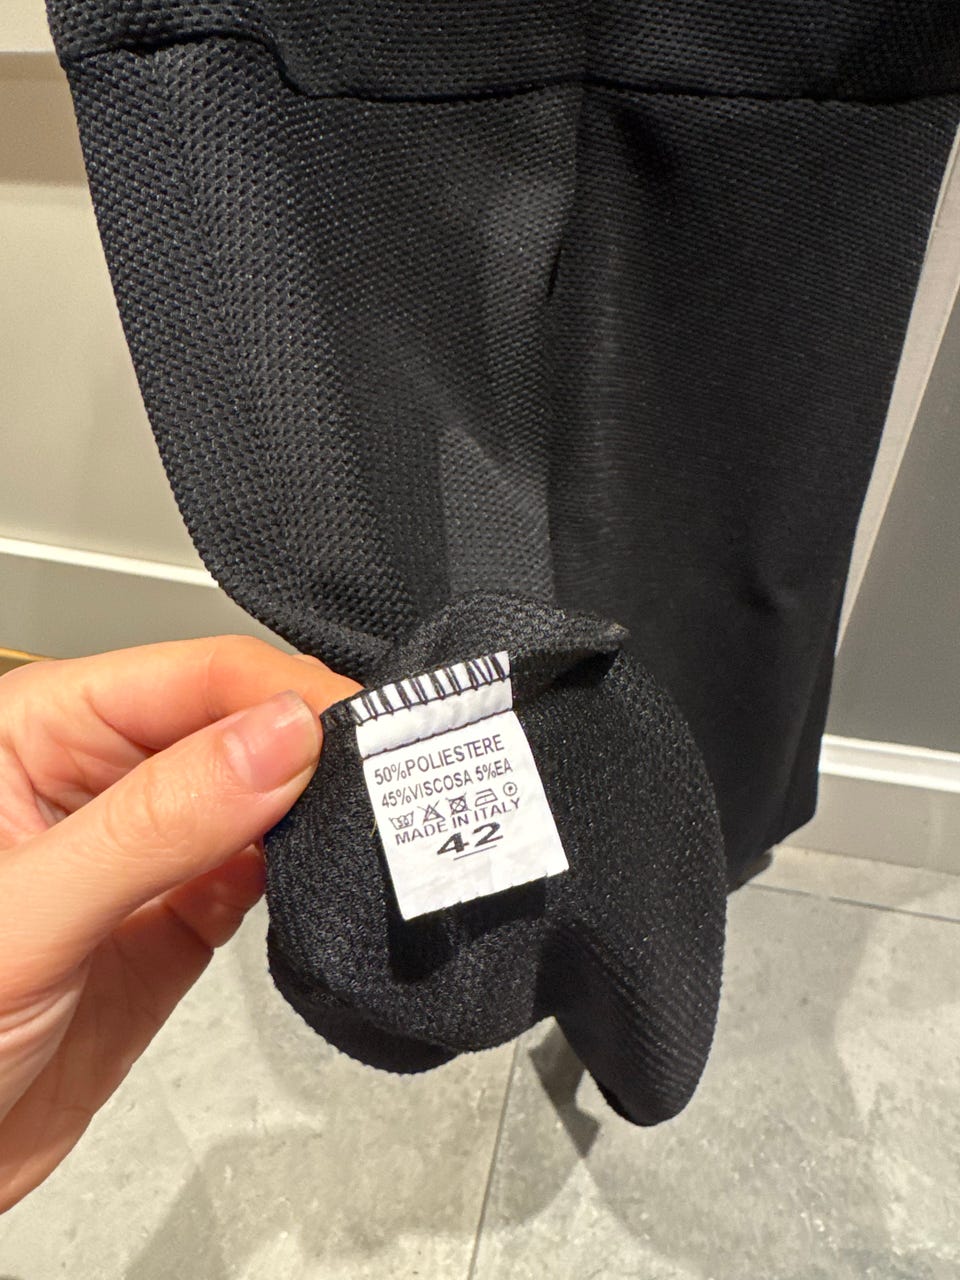 50%POLIESTERE
45%VISCOSA 5%EA
MADE IN ITALY
42